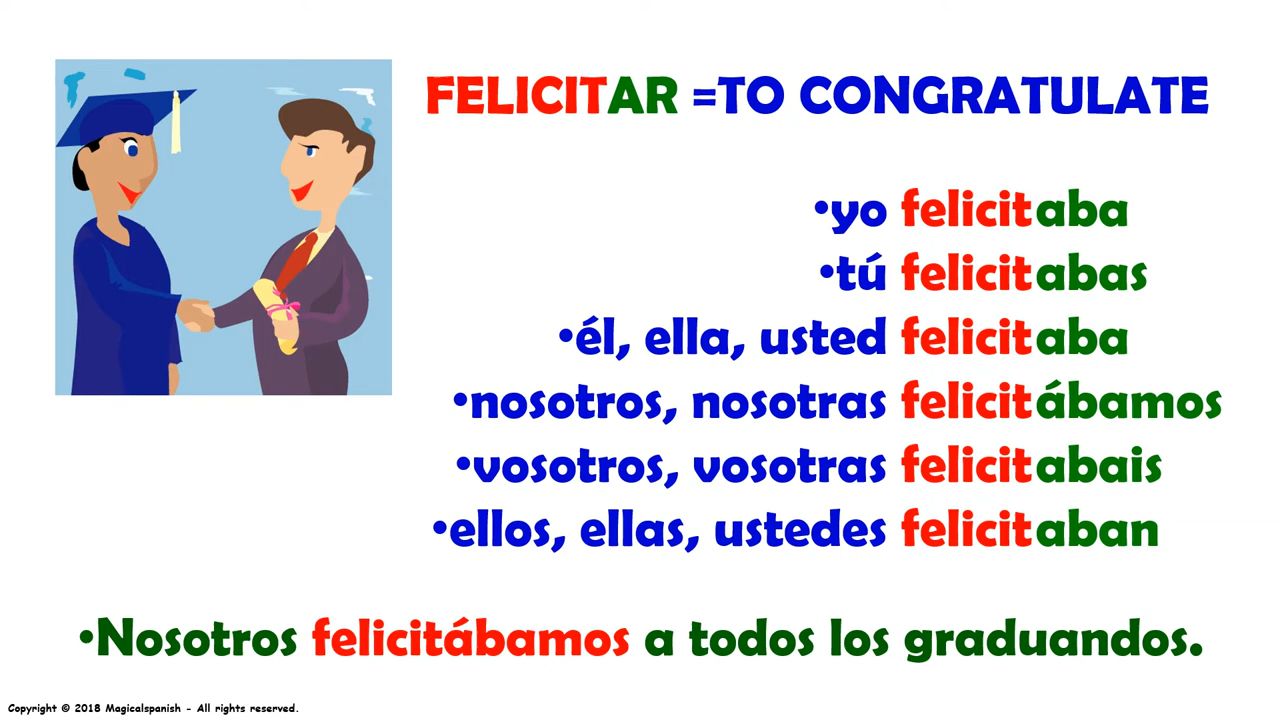 FELICITAR =TO CONGRATULATE
•yo felicitaba
•tú felicitabas
•él, ella, usted felicitaba
•nosotros, nosotras felicitábamos
•vosotros, vosotras felicitabais
•ellos, ellas, ustedes felicitaban
•Nosotros felicitábamos a todos los graduandos.
Copyright © 2018 Magicalspanish - All rights reserved.